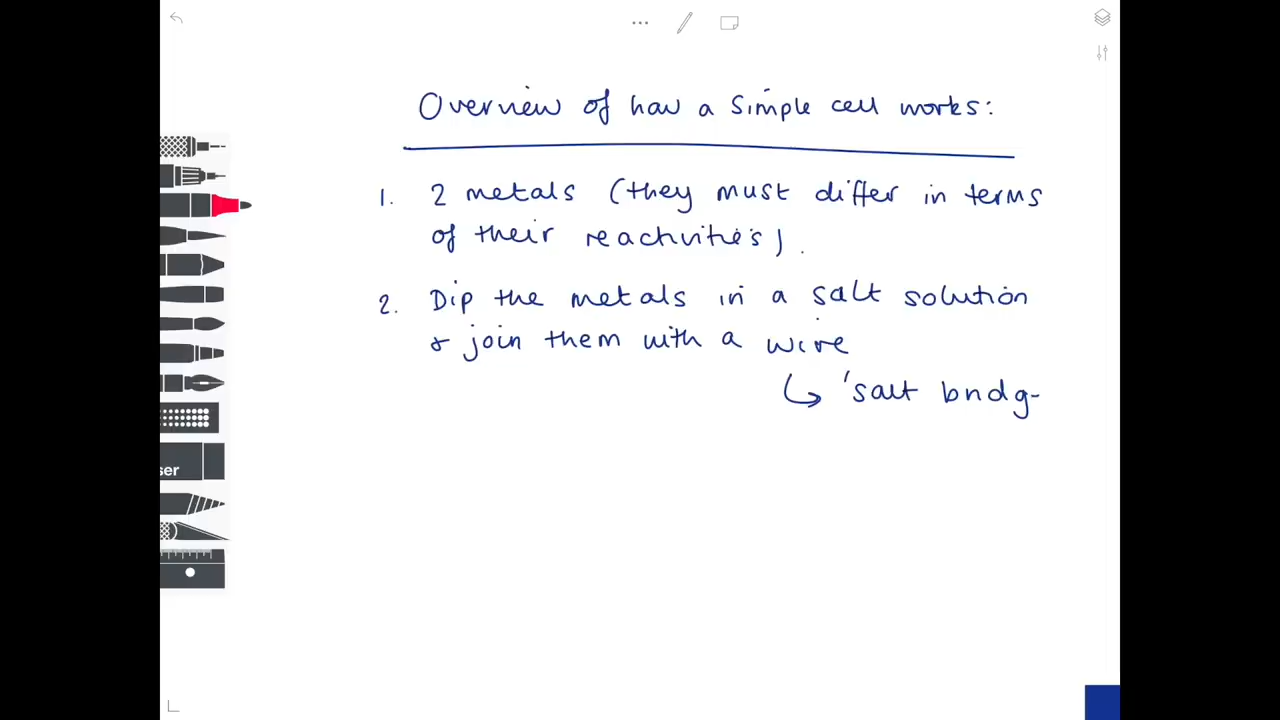 Overview of how a simple cell works:
1. 2 metals (they must differ in terms
of their reactivities).
2. Dip the metals in a salt solution
& join them with a wire
↳ 'salt bridg-
ser